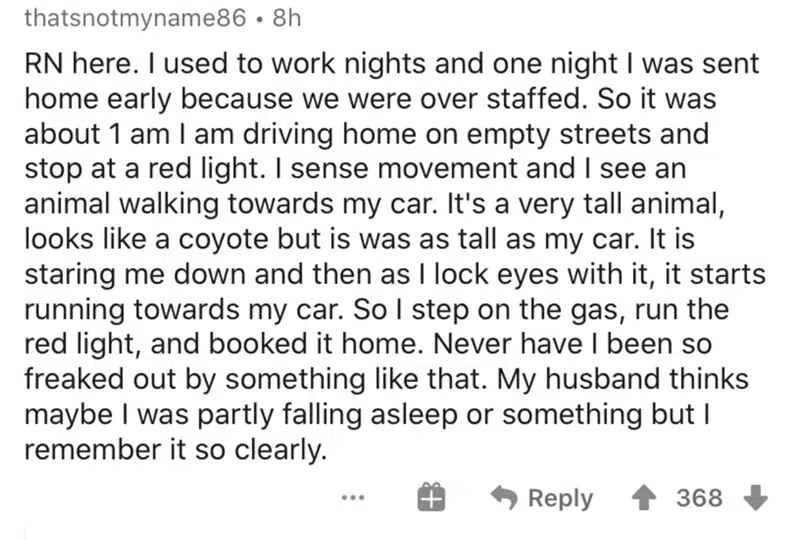 thatsnotmyname86 • 8h
RN here. I used to work nights and one night I was sent
home early because we were over staffed. So it was
about 1 am I am driving home on empty streets and
stop at a red light. I sense movement and I see an
animal walking towards my car. It's a very tall animal,
looks like a coyote but is was as tall as my car. It is
staring me down and then as I lock eyes with it, it starts
running towards my car. So I step on the gas, run the
red light, and booked it home. Never have I been so
freaked out by something like that. My husband thinks
maybe I was partly falling asleep or something but I
remember it so clearly.
... Reply 368